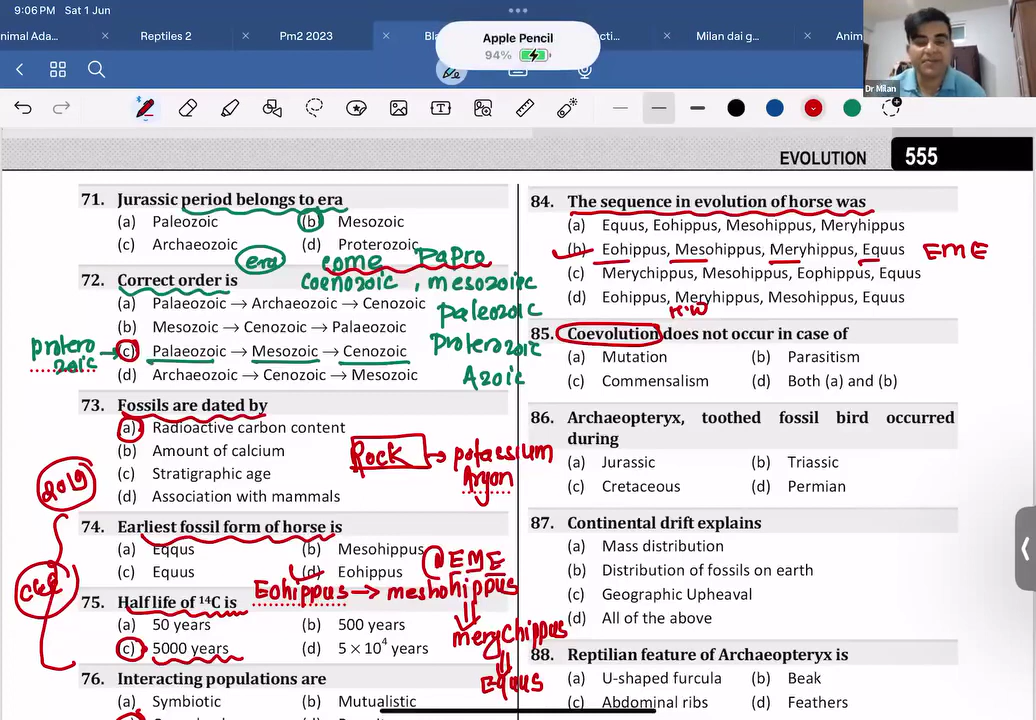 9:06 PM Sat 1 Jun
Apple Pencil
94%
nimal Ada...
Reptiles 2
Pm2 2023
Bl
cti...
Milan dai g...
Anim
Dr Milan
EVOLUTION 555
71. Jurassic period belongs to era
(a) Paleozoic (b) Mesozoic
(c) Archaeozoic (d) Proterozoic
era
come PaPro
Coenozoic, mesozoic
Paleozoic
Proterozoic
Azoic
72. Correct order is
(a) Palaeozoic → Archaeozoic → Cenozoic
(b) Mesozoic → Cenozoic → Palaeozoic
(c) Palaeozoic → Mesozoic → Cenozoic
(d) Archaeozoic → Cenozoic → Mesozoic
protero
zoic
73. Fossils are dated by
(a) Radioactive carbon content
(b) Amount of calcium
(c) Stratigraphic age
(d) Association with mammals
Rock → potassium
Argon
2019
74. Earliest fossil form of horse is
(a) Eqqus (b) Mesohippus
(c) Equus (d) Eohippus
EME
Eohippus → meshohippus
merychippus
Equus
CEE
75. Half life of ¹⁴C is
(a) 50 years (b) 500 years
(c) 5000 years (d) 5 × 10⁴ years
76. Interacting populations are
(a) Symbiotic (b) Mutualistic
84. The sequence in evolution of horse was
(a) Equus, Eohippus, Mesohippus, Meryhippus
(b) Eohippus, Mesohippus, Meryhippus, Equus
EME
(c) Merychippus, Mesohippus, Eophippus, Equus
(d) Eohippus, Meryhippus, Mesohippus, Equus
H.W
85. Coevolution does not occur in case of
(a) Mutation (b) Parasitism
(c) Commensalism (d) Both (a) and (b)
86. Archaeopteryx, toothed fossil bird occurred
during
(a) Jurassic (b) Triassic
(c) Cretaceous (d) Permian
87. Continental drift explains
(a) Mass distribution
(b) Distribution of fossils on earth
(c) Geographic Upheaval
(d) All of the above
88. Reptilian feature of Archaeopteryx is
(a) U-shaped furcula (b) Beak
(c) Abdominal ribs (d) Feathers